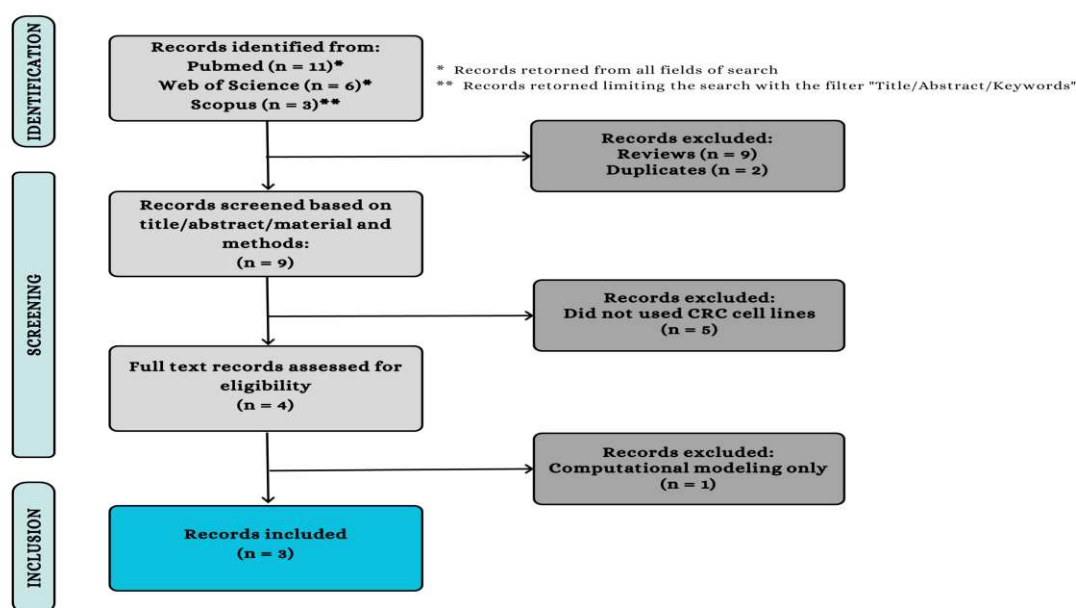 IDENTIFICATION
Records identified from:
Pubmed (n = 11)*
Web of Science (n = 6)*
Scopus (n = 3)**
* Records retorned from all fields of search
** Records retorned limiting the search with the filter "Title/Abstract/Keywords"
Records excluded:
Reviews (n = 9)
Duplicates (n = 2)
SCREENING
Records screened based on
title/abstract/material and
methods:
(n = 9)
Records excluded:
Did not used CRC cell lines
(n = 5)
Full text records assessed for
eligibility
(n = 4)
Records excluded:
Computational modeling only
(n = 1)
INCLUSION
Records included
(n = 3)